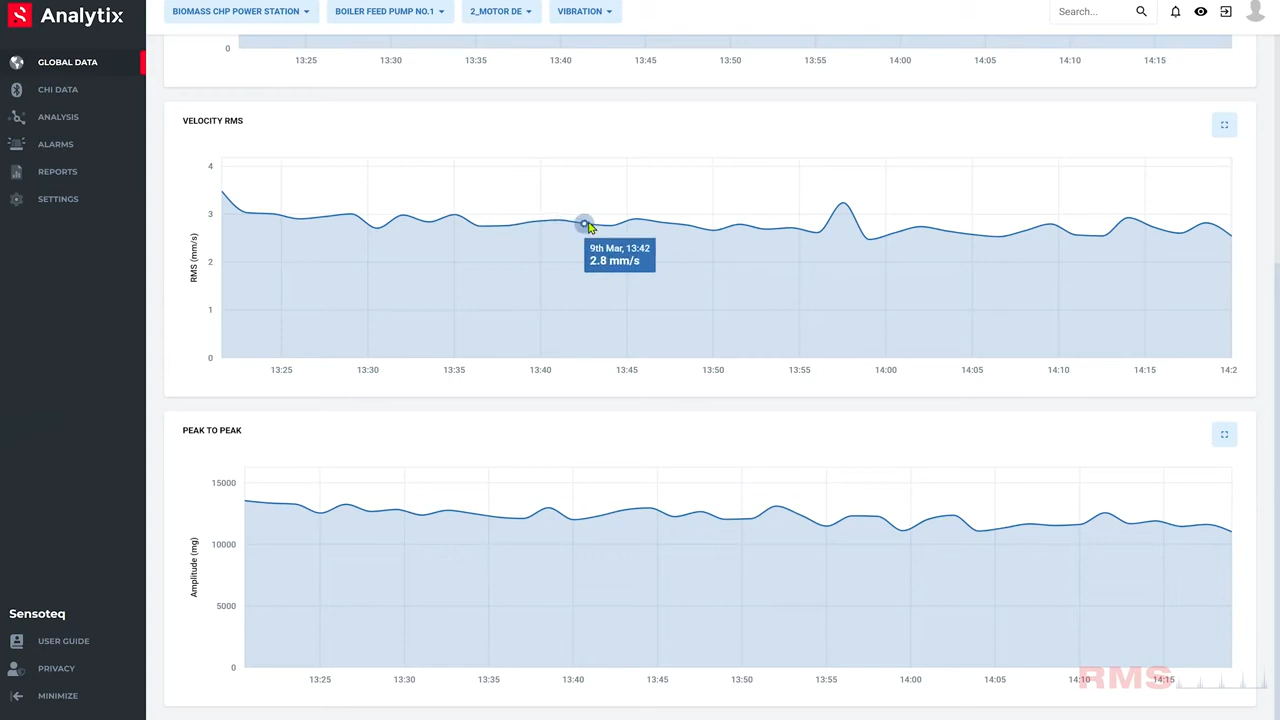 Analytix
BIOMASS CHP POWER STATION
BOILER FEED PUMP NO.1
2_MOTOR DE
VIBRATION
Search...
GLOBAL DATA
CHI DATA
ANALYSIS
ALARMS
REPORTS
SETTINGS
0
13:25 13:30 13:35 13:40 13:45 13:50 13:55 14:00 14:05 14:10 14:15
VELOCITY RMS
4
3
2
1
0
RMS (mm/s)
9th Mar, 13:42
2.8 mm/s
13:25 13:30 13:35 13:40 13:45 13:50 13:55 14:00 14:05 14:10 14:15 14:2
PEAK TO PEAK
15000
10000
5000
0
Amplitude (mg)
13:25 13:30 13:35 13:40 13:45 13:50 13:55 14:00 14:05 14:10 14:15
RMS
Sensoteq
USER GUIDE
PRIVACY
MINIMIZE